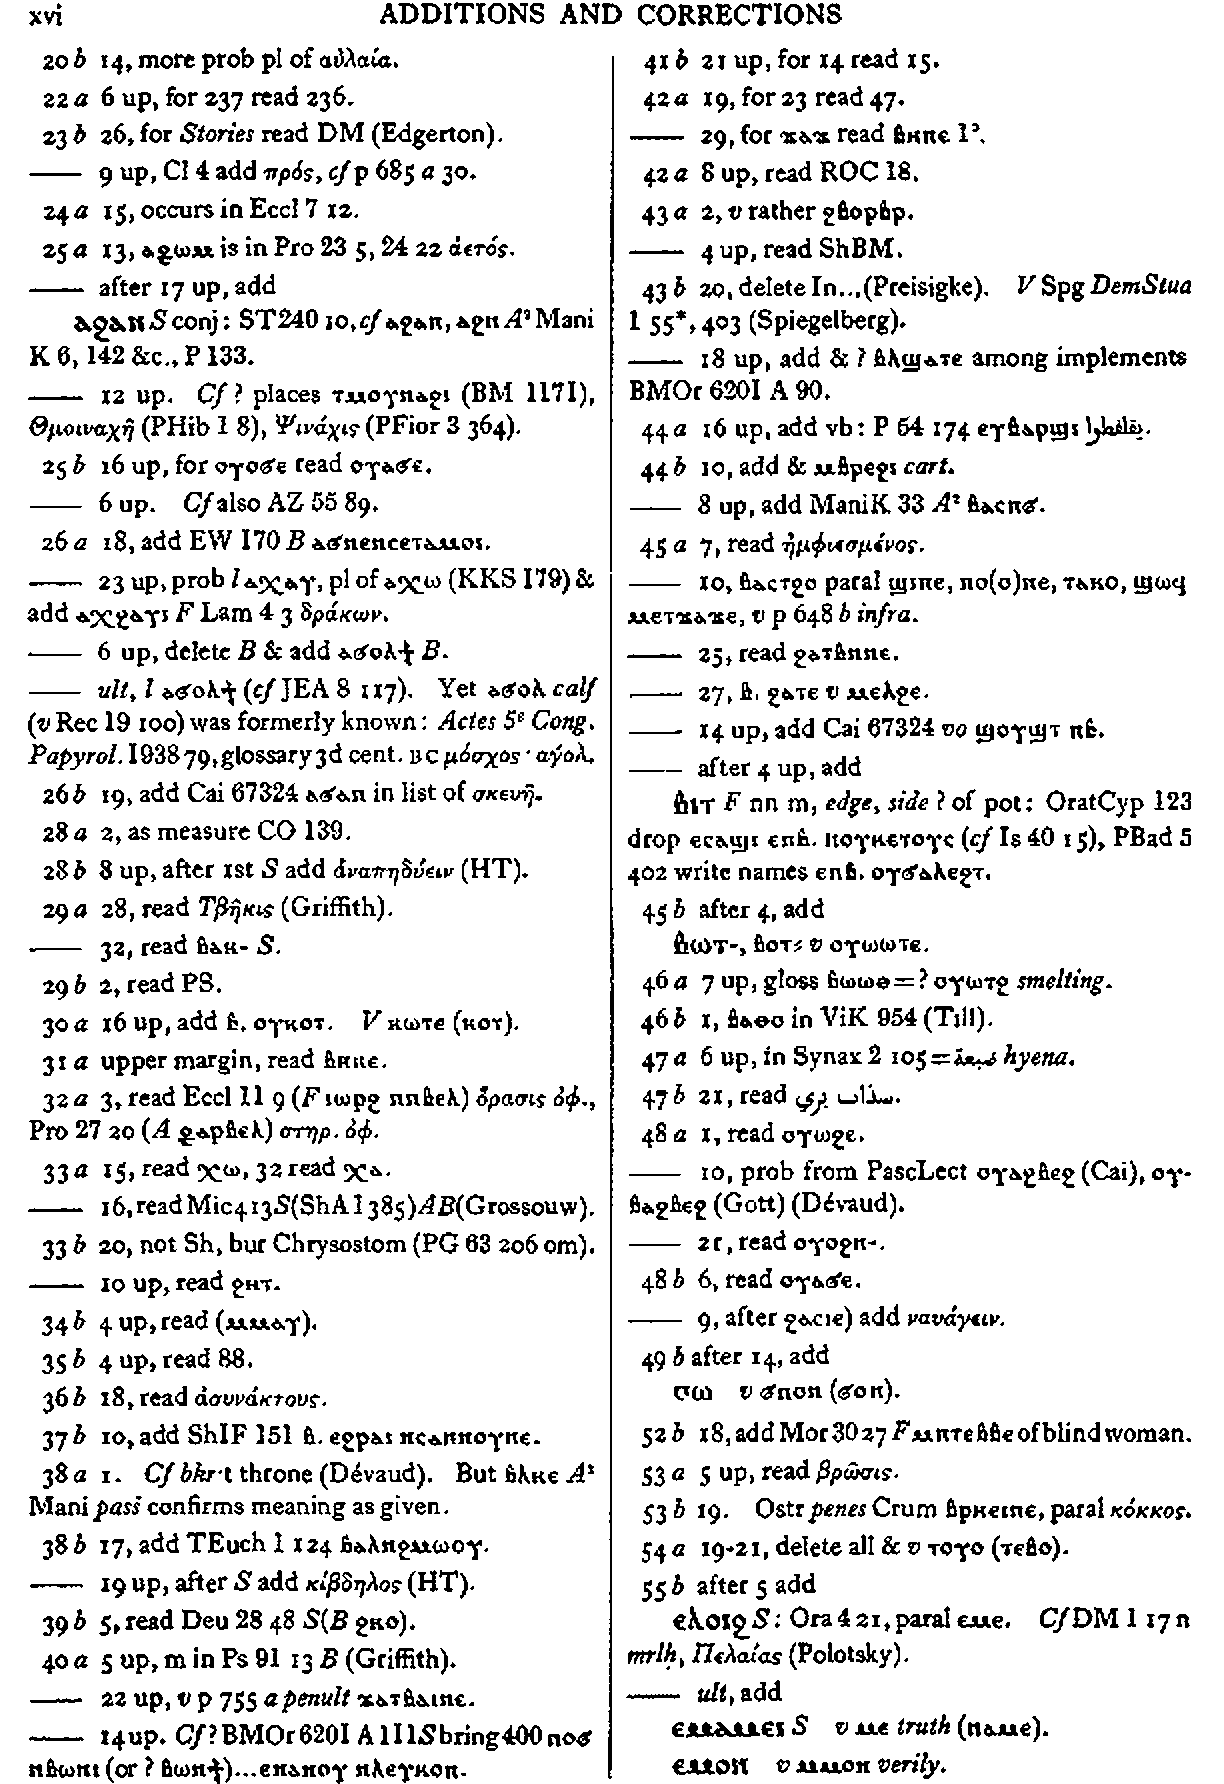 xvi ADDITIONS AND CORRECTIONS
20 b 14, more prob pl of αὐλαία.
22 a 6 up, for 237 read 236.
23 b 26, for Stories read DM (Edgerton).
—— 9 up, Cl 4 add πρός, cf p 685 a 30.
24 a 15, occurs in Eccl 7 12.
25 a 13, ⲁϩⲱⲙ is in Pro 23 5, 24 22 ἀετός.
—— after 17 up, add
ⲁϩⲁⲛ S conj: ST 240 10, cf ⲁϩⲁⲛ, ⲁϩⲛ A² Mani
K 6, 142 &c., P 133.
—— 12 up. Cf ? places ⲧⲙⲟⲩⲛⲁϩⲓ (BM 1171),
Θμοιναχῆ (PHib I 8), Ψινάχις (PFior 3 364).
25 b 16 up, for ⲟⲩⲟϭⲉ read ⲟⲩⲁϭⲉ.
—— 6 up. Cf also AZ 55 89.
26 a 18, add EW 170 B ⲁϭⲛⲉⲛⲥⲉⲧⲁⲙⲟⲓ.
—— 23 up, prob l ⲁⲭⲁⲩ, pl of ⲁⲭⲱ (KKS 179) &
add ⲁⲭϩⲁⲩⲓ F Lam 4 3 δράκων.
—— 6 up, delete B & add ⲁϭⲟⲗϯ B.
—— ult, l ⲁϭⲟⲗϯ (cf JEA 8 117). Yet ⲁϭⲟⲗ calf
(v Rec 19 100) was formerly known: Actes 5ᵉ Cong.
Papyrol. 1938 79, glossary 3d cent. BC μόσχος· αγόλ.
26 b 19, add Cai 67324 ⲁϭⲁⲛ in list of σκευῆ.
28 a 2, as measure CO 139.
28 b 8 up, after 1st S add ἀναπηδύειν (HT).
29 a 28, read Τβῆκις (Griffith).
—— 32, read ⲃⲁⲕ- S.
29 b 2, read PS.
30 a 16 up, add ⲃ. ⲟⲩⲕⲟⲧ. V ⲕⲱⲧⲉ (ⲕⲟⲧ).
31 a upper margin, read ⲃⲏⲕⲉ.
32 a 3, read Eccl 11 9 (F ⲓⲱⲣϩ ⲛⲛⲃⲉⲗ) ὅρασις ὀφ.,
Pro 27 20 (A ϩⲁⲣⲃⲉⲗ) στηρ. ὀφ.
33 a 15, read ⲭⲱ, 32 read ⲭⲁ.
—— 16, read Mic 4 13 S (ShA 1 385) AB (Grossouw).
33 b 20, not Sh, bur Chrysostom (PG 63 206 om).
—— 10 up, read ϩⲏⲧ.
34 b 4 up, read (ⲙⲙⲁⲩ).
35 b 4 up, read 88.
36 b 18, read ἀσυνάκτους.
37 b 10, add ShIF 151 ⲃ. ⲉϩⲣⲁⲓ ⲛⲥⲁⲛⲛⲟⲩⲛⲉ.
38 a 1. Cf bkr·t throne (Dévaud). But ⲃⲗⲕⲉ A²
Mani pass confirms meaning as given.
38 b 17, add TEuch 1 124 ⲃⲁⲗⲛϩⲙⲱⲟⲩ.
—— 19 up, after S add κίβδηλος (HT).
39 b 5, read Deu 28 48 S (B ϩⲕⲟ).
40 a 5 up, m in Ps 91 13 B (Griffith).
—— 22 up, v p 755 a penult ϫⲁⲧⲃⲁⲓⲛⲉ.
—— 14 up. Cf ? BMOr 6201 A 111 S bring 400 ⲛⲟϭ
ⲛⲃⲱⲛⲓ (or ? ⲃⲱⲛϯ)...ⲉⲛⲁⲛⲟⲩ ⲛⲗⲉⲩⲕⲟⲛ.
41 b 21 up, for 14 read 15.
42 a 19, for 23 read 47.
—— 29, for ϫⲁϫ read ⲃⲏⲛⲉ 1°.
42 a 8 up, read ROC 18.
43 a 2, v rather ϩⲃⲟⲣⲃⲣ.
—— 4 up, read ShBM.
43 b 20, delete In...(Preisigke). V Spg DemStua
1 55*, 403 (Spiegelberg).
—— 18 up, add & ? ⲃⲗϣⲁⲧⲉ among implements
BMOr 6201 A 90.
44 a 16 up, add vb: P 54 174 ⲉⲩⲃⲁⲣϣⲓ
44 b 10, add & ⲙⲃⲣⲉϩⲓ cart.
—— 8 up, add ManiK 33 A² ⲃⲁⲥⲛϭ.
45 a 7, read ἠμφιεσμένος.
—— 10, ⲃⲁⲥⲧϩⲟ paral ϣⲓⲛⲉ, ⲛⲟ(ⲟ)ⲛⲉ, ⲧⲁⲕⲟ, ϣⲱϥ
ⲙⲉⲧϫⲁϫⲉ, v p 648 b infra.
—— 25, read ϩⲁⲧⲃⲏⲛⲉ.
—— 27, ⲃ. ϩⲁⲧⲉ v ⲙⲉⲗϩⲉ.
—— 14 up, add Cai 67324 vo ϣⲟⲩϣⲧ ⲛⲃ.
—— after 4 up, add
ⲃⲓⲧ F nn m, edge, side ? of pot: OratCyp 123
drop ⲉⲥⲁϣⲓ ⲉⲛⲃ. ⲛⲟⲩⲕⲉⲧⲟⲩⲥ (cf Is 40 15), PBad 5
402 write names ⲉⲛⲃ. ⲟⲩϭⲁⲗⲉϩⲧ.
45 b after 4, add
ⲃⲱⲧ-, ⲃⲟⲧ⸗ v ⲟⲩⲱⲱⲧⲉ.
46 a 7 up, gloss ⲃⲱⲱⲑ = ? ⲟⲩⲱⲧϩ smelting.
46 b 1, ⲃⲁⲑⲟ in ViK 954 (Till).
47 a 6 up, in Synax 2 105 = hyena.
47 b 21, read
48 a 1, read ⲟⲩⲱϩⲉ.
—— 10, prob from PascLect ⲟⲩⲁϩⲃⲉϩ (Cai), ⲟⲩ-
ⲃⲁϩⲃⲉϩ (Gott) (Dévaud).
—— 21, read ⲟⲩⲟϩⲛ-.
48 b 6, read ⲟⲩⲁϭⲉ.
—— 9, after ϩⲁⲥⲓⲉ) add ναυάγειν.
49 b after 14, add
ϭⲱ v ϭⲛⲟⲛ (ϭⲟⲛ).
52 b 18, add Mor 30 27 F ⲙⲛⲧⲉⲃⲃⲉ of blind woman.
53 a 5 up, read βρῶσις.
53 b 19. Ostr penes Crum ⲃⲣⲕⲉⲓⲛⲉ, paral κόκκος.
54 a 19-21, delete all & v ⲧⲟⲩⲟ (ⲧⲉⲃⲟ).
55 b after 5 add
ⲉⲗⲟⲓϩ S: Ora 4 21, paral ⲉⲙⲉ. Cf DM 1 17 n
mrlḥ, Πελαίας (Polotsky).
—— ult, add
ⲉⲙⲁⲙⲉⲓ S v ⲙⲉ truth (ⲛⲁⲙⲉ).
ⲉⲙⲟⲛ v ⲙⲙⲟⲛ verily.